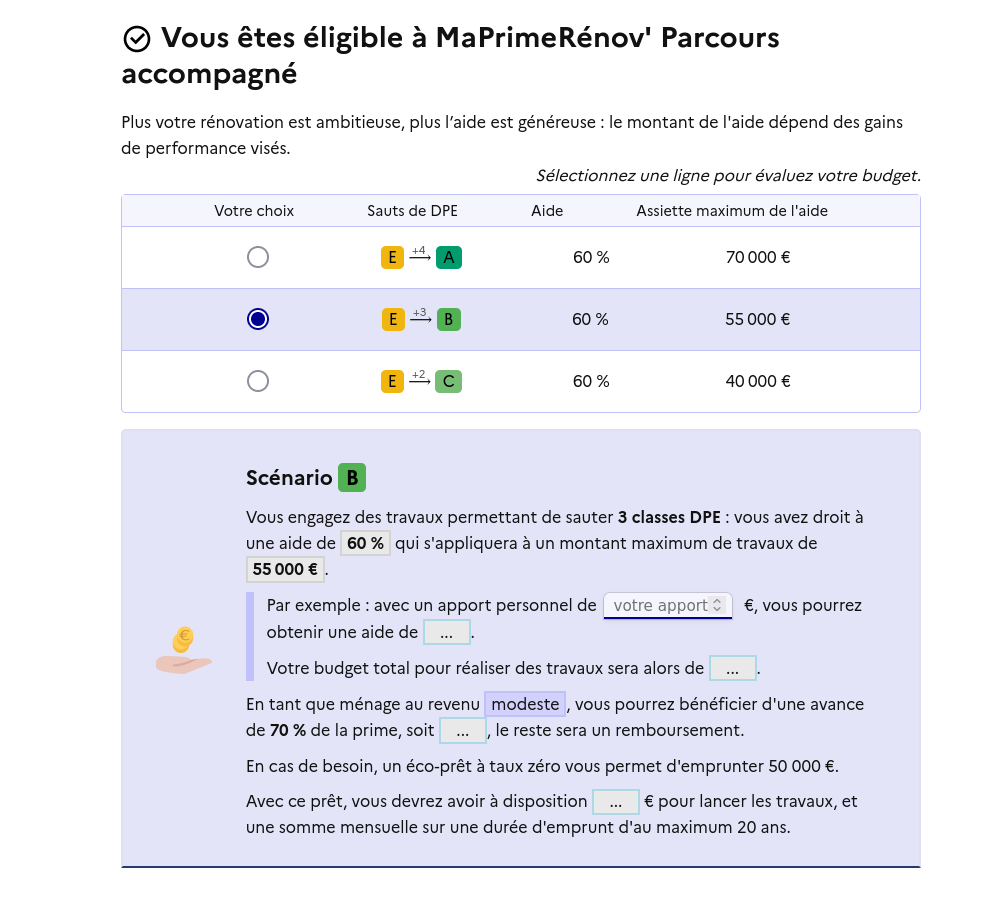 Vous êtes éligible à MaPrimeRénov' Parcours
accompagné
Plus votre rénovation est ambitieuse, plus l’aide est généreuse : le montant de l'aide dépend des gains
de performance visés.
Sélectionnez une ligne pour évaluez votre budget.
Votre choix Sauts de DPE Aide Assiette maximum de l'aide
E +4 A 60 % 70 000 €
E +3 B 60 % 55 000 €
E +2 C 60 % 40 000 €
Scénario B
Vous engagez des travaux permettant de sauter 3 classes DPE : vous avez droit à
une aide de 60 % qui s'appliquera à un montant maximum de travaux de
55 000 €.
Par exemple : avec un apport personnel de votre apport €, vous pourrez
obtenir une aide de ... .
Votre budget total pour réaliser des travaux sera alors de ... .
En tant que ménage au revenu modeste , vous pourrez bénéficier d'une avance
de 70 % de la prime, soit ... , le reste sera un remboursement.
En cas de besoin, un éco-prêt à taux zéro vous permet d'emprunter 50 000 €.
Avec ce prêt, vous devrez avoir à disposition ... € pour lancer les travaux, et
une somme mensuelle sur une durée d'emprunt d'au maximum 20 ans.